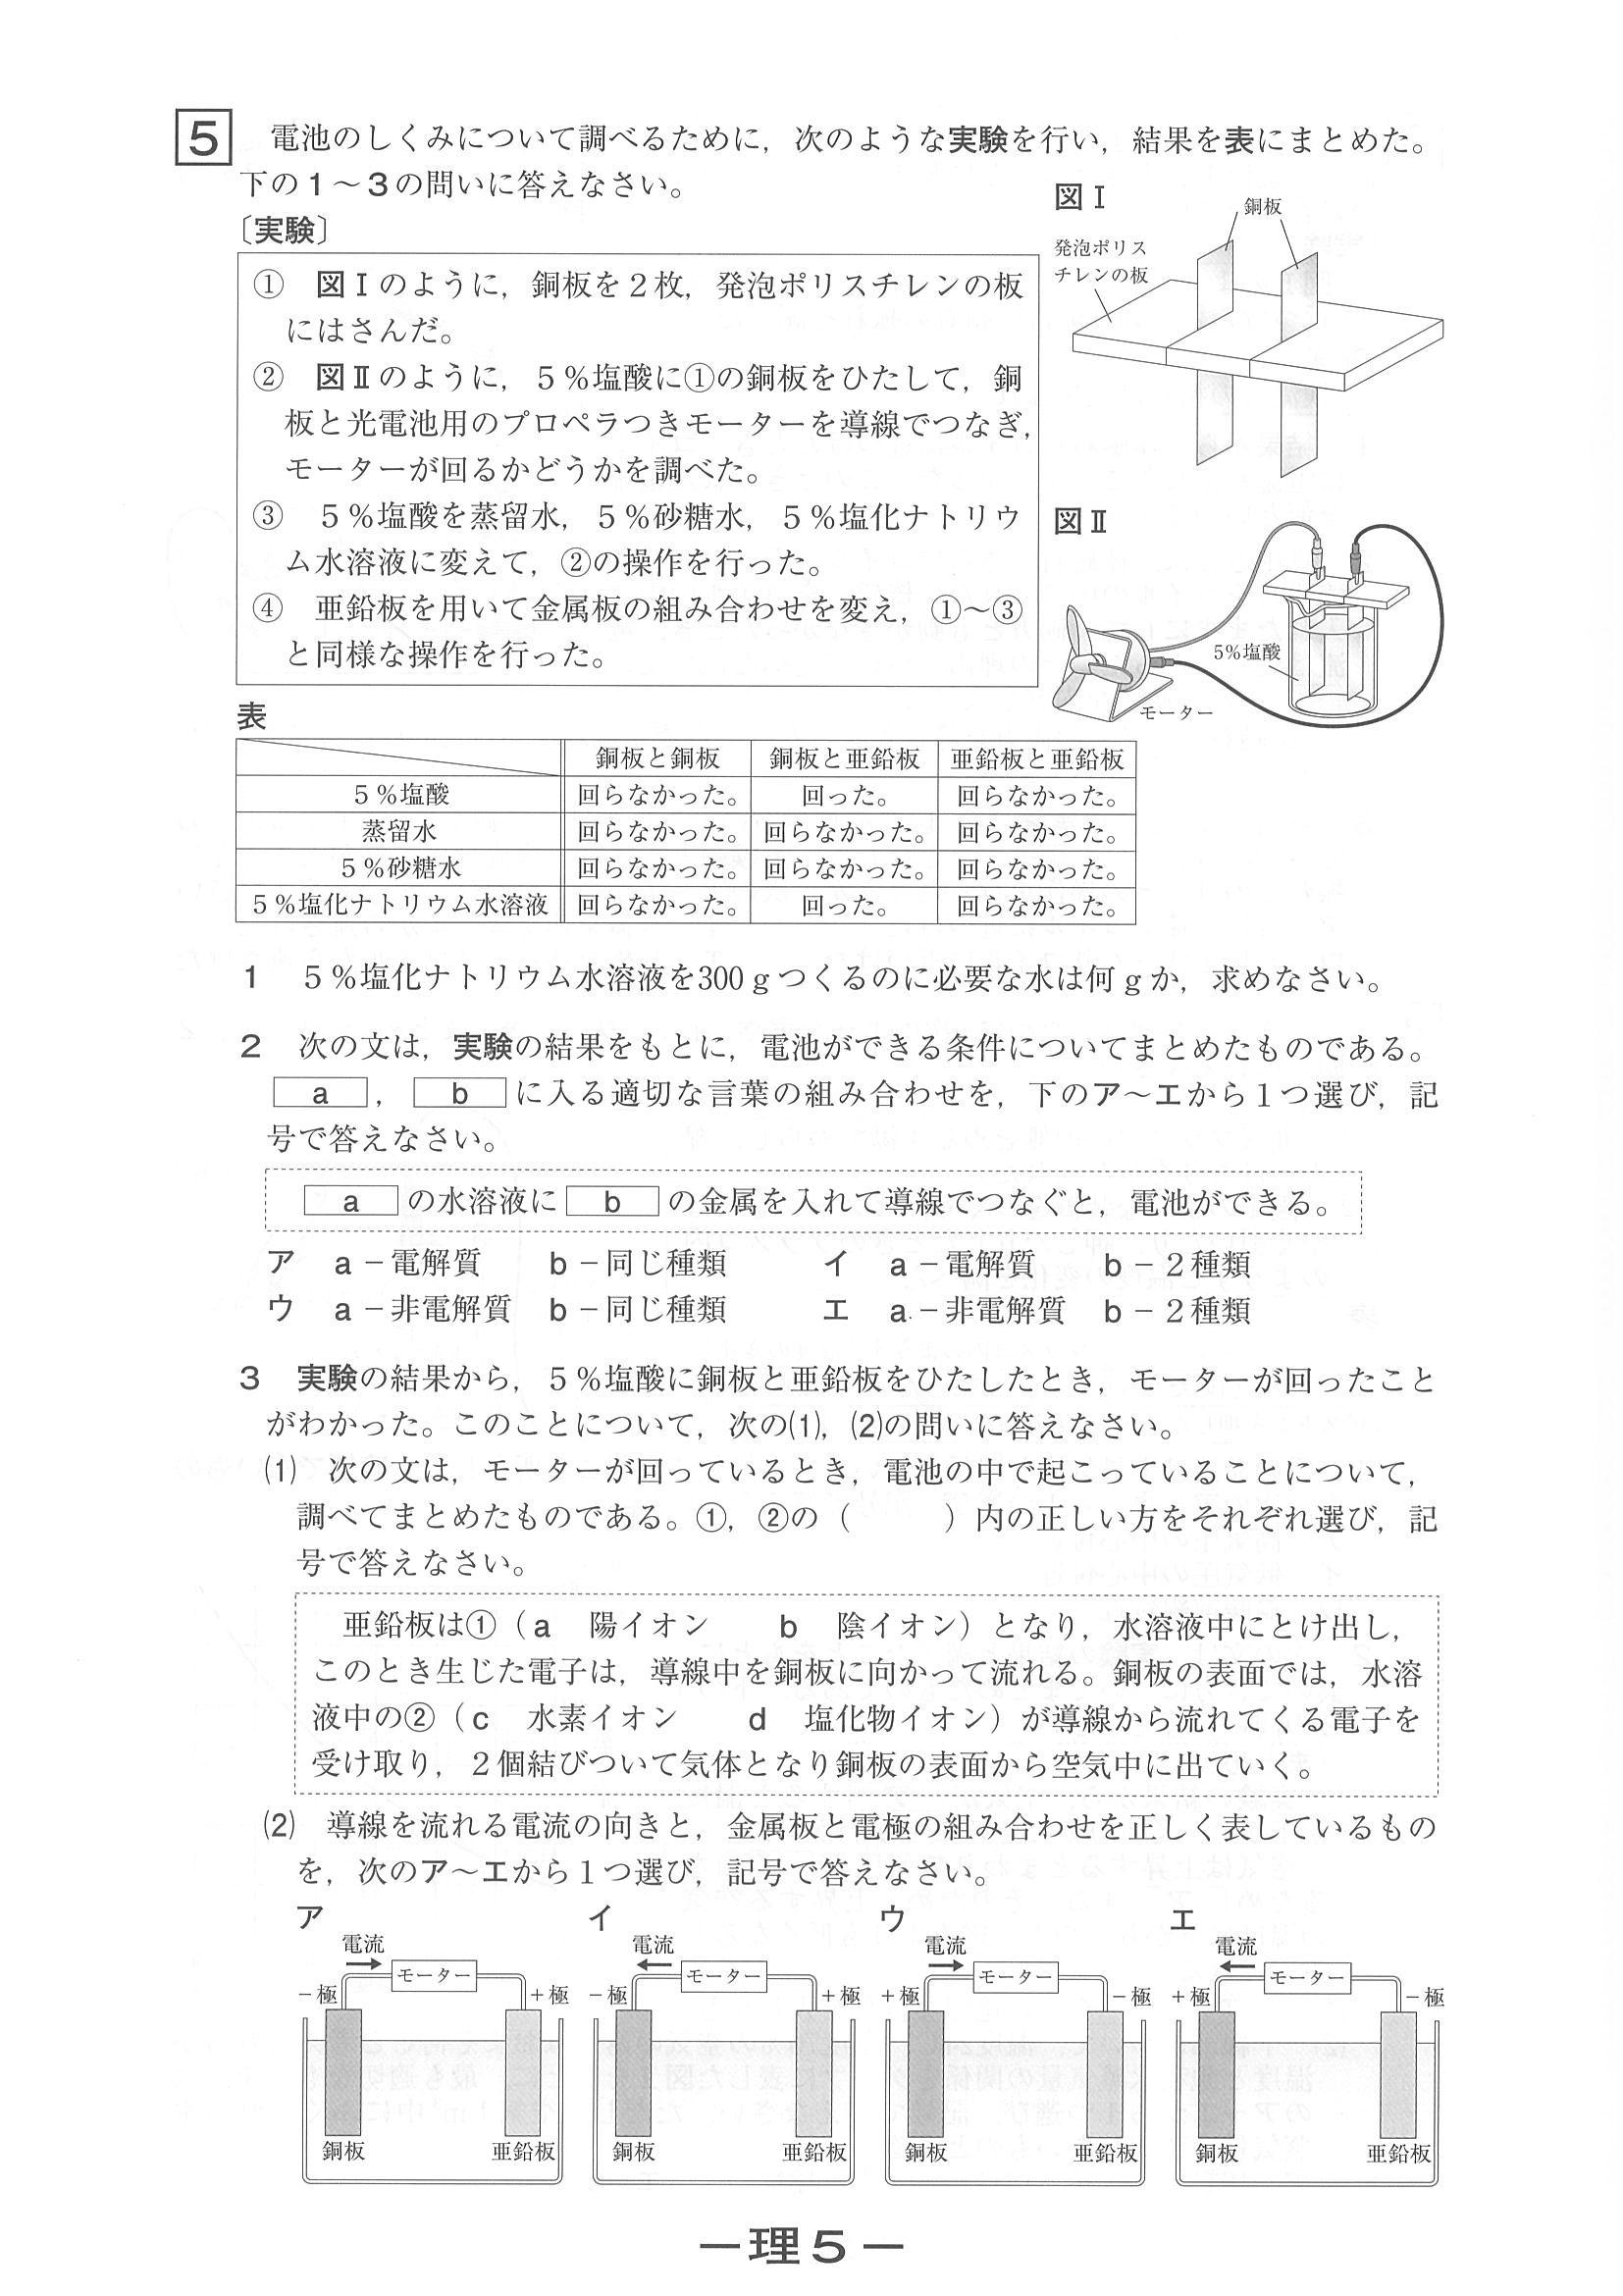 5　電池のしくみについて調べるために，次のような実験を行い，結果を表にまとめた。
下の１～３の問いに答えなさい。
〔実験〕
①　図Ⅰのように，銅板を２枚，発泡ポリスチレンの板
にはさんだ。
②　図Ⅱのように，５％塩酸に①の銅板をひたして，銅
板と光電池用のプロペラつきモーターを導線でつなぎ，
モーターが回るかどうかを調べた。
③　５％塩酸を蒸留水，５％砂糖水，５％塩化ナトリウ
ム水溶液に変えて，②の操作を行った。
④　亜鉛板を用いて金属板の組み合わせを変え，①～③
と同様な操作を行った。
図Ⅰ
銅板
発泡ポリス
チレンの板
図Ⅱ
5%塩酸
モーター
表
銅板と銅板　銅板と亜鉛板　亜鉛板と亜鉛板
５％塩酸　回らなかった。　回った。　回らなかった。
蒸留水　回らなかった。　回らなかった。　回らなかった。
５％砂糖水　回らなかった。　回らなかった。　回らなかった。
５％塩化ナトリウム水溶液　回らなかった。　回った。　回らなかった。
１　５％塩化ナトリウム水溶液を300ｇつくるのに必要な水は何ｇか，求めなさい。
２　次の文は，実験の結果をもとに，電池ができる条件についてまとめたものである。
a，b に入る適切な言葉の組み合わせを，下のア～エから１つ選び，記
号で答えなさい。
a の水溶液に b の金属を入れて導線でつなぐと，電池ができる。
ア　a－電解質　b－同じ種類　イ　a－電解質　b－２種類
ウ　a－非電解質　b－同じ種類　エ　a－非電解質　b－２種類
３　実験の結果から，５％塩酸に銅板と亜鉛板をひたしたとき，モーターが回ったこと
がわかった。このことについて，次の⑴，⑵の問いに答えなさい。
⑴　次の文は，モーターが回っているとき，電池の中で起こっていることについて，
調べてまとめたものである。①，②の（　　　）内の正しい方をそれぞれ選び，記
号で答えなさい。
亜鉛板は①（a　陽イオン　　b　陰イオン）となり，水溶液中にとけ出し，
このとき生じた電子は，導線中を銅板に向かって流れる。銅板の表面では，水溶
液中の②（c　水素イオン　　d　塩化物イオン）が導線から流れてくる電子を
受け取り，２個結びついて気体となり銅板の表面から空気中に出ていく。
⑵　導線を流れる電流の向きと，金属板と電極の組み合わせを正しく表しているもの
を，次のア～エから１つ選び，記号で答えなさい。
ア　イ　ウ　エ
電流　電流　電流　電流
モーター　モーター　モーター　モーター
－極　＋極　－極　＋極　＋極　－極　＋極　－極
銅板　亜鉛板　銅板　亜鉛板　銅板　亜鉛板　銅板　亜鉛板
―理５―